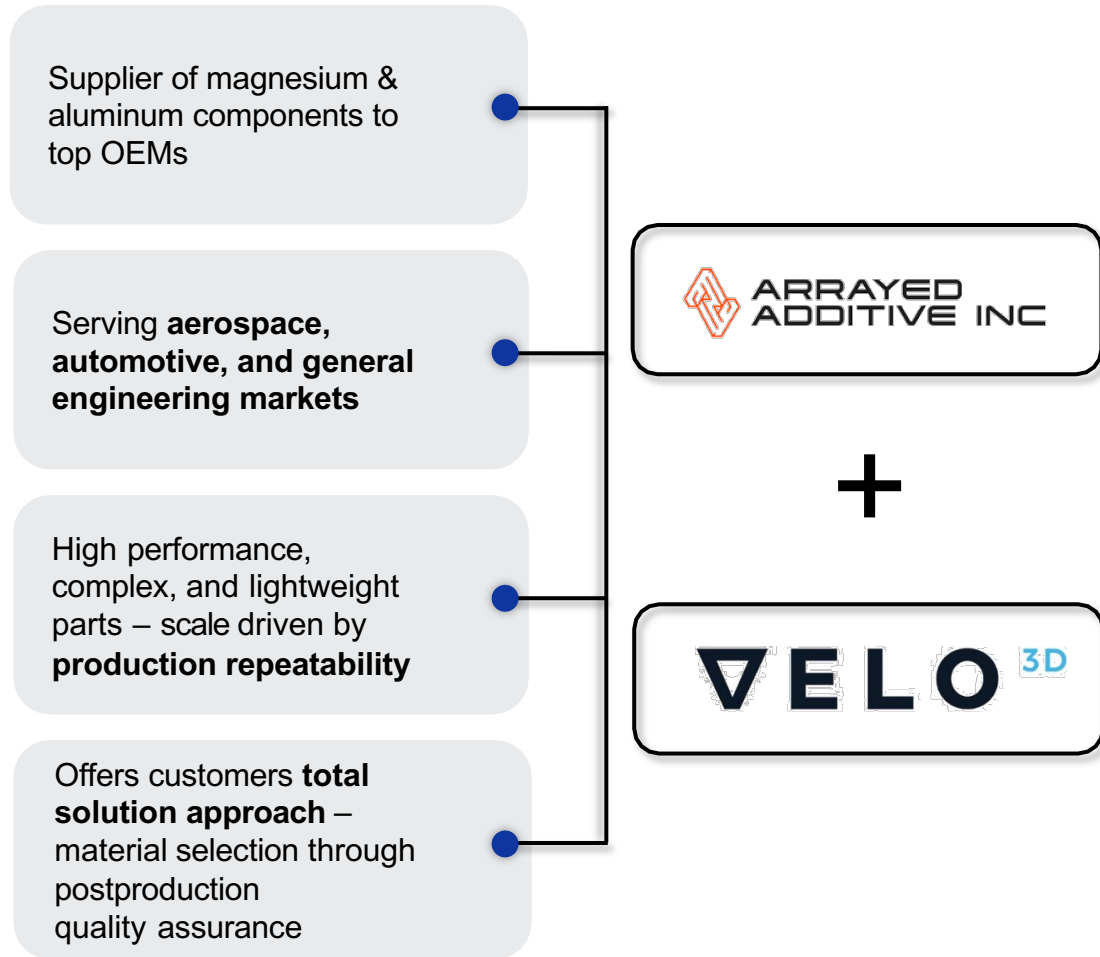 Supplier of magnesium &
aluminum components to
top OEMs
Serving aerospace,
automotive, and general
engineering markets
High performance,
complex, and lightweight
parts – scale driven by
production repeatability
Offers customers total
solution approach –
material selection through
postproduction
quality assurance
ARRAYED
ADDITIVE INC
+
VELO 3D